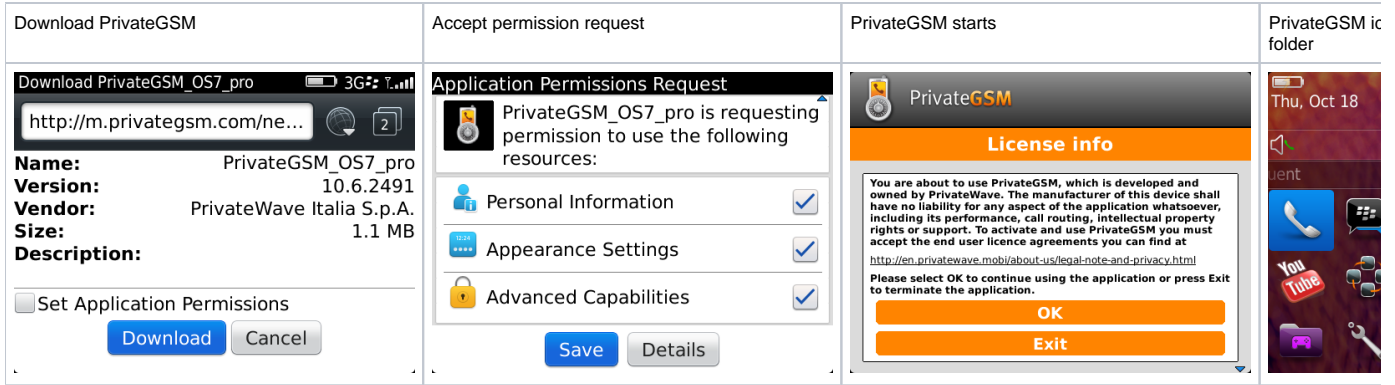 Download PrivateGSM
Accept permission request
PrivateGSM starts
PrivateGSM
folder
Download PrivateGSM_OS7_pro
3G
http://m.privategsm.com/ne...
2
Name: PrivateGSM_OS7_pro
Version: 10.6.2491
Vendor: PrivateWave Italia S.p.A.
Size: 1.1 MB
Description:
Set Application Permissions
Download Cancel
Application Permissions Request
PrivateGSM_OS7_pro is requesting
permission to use the following
resources:
Personal Information
12:24
Appearance Settings
Advanced Capabilities
Save Details
PrivateGSM
License info
You are about to use PrivateGSM, which is developed and
owned by PrivateWave. The manufacturer of this device shall
have no liability for any aspect of the application whatsoever,
including its performance, call routing, intellectual property
rights or support. To activate and use PrivateGSM you must
accept the end user licence agreements you can find at
http://en.privatewave.mobi/about-us/legal-note-and-privacy.html
Please select OK to continue using the application or press Exit
to terminate the application.
OK
Exit
Thu, Oct 18
uent
You
Tube